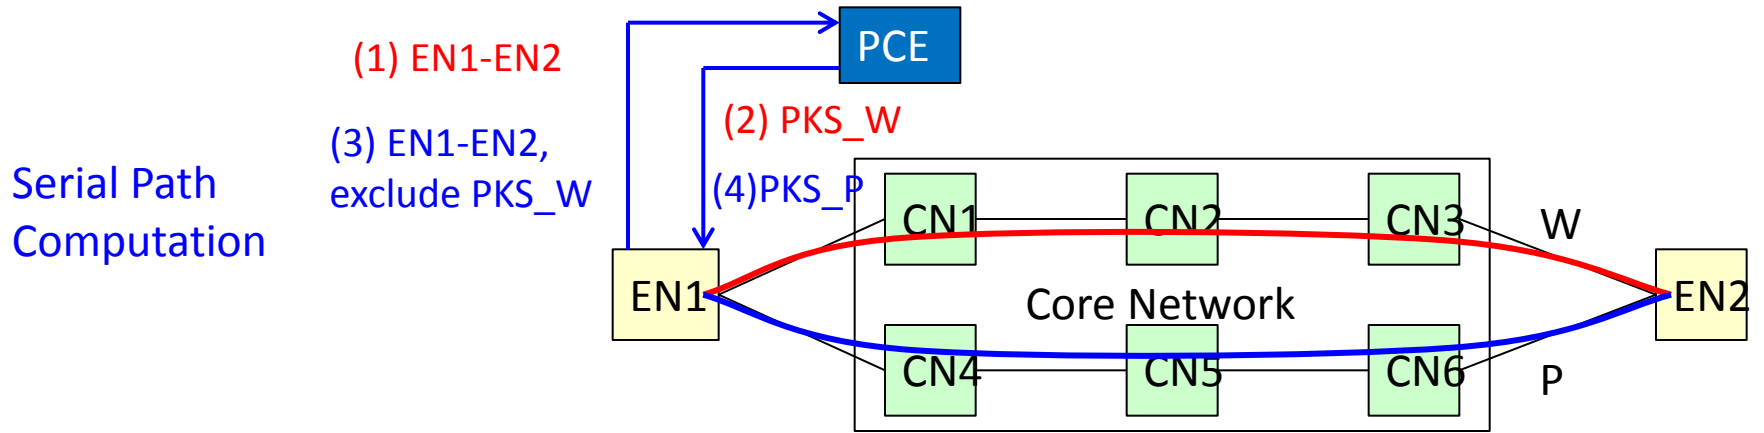 Serial Path
Computation
(1) EN1-EN2
(3) EN1-EN2,
exclude PKS_W
PCE
(2) PKS_W
(4)PKS_P
EN1
CN1
CN2
CN3
Core Network
CN4
CN5
CN6
W
P
EN2